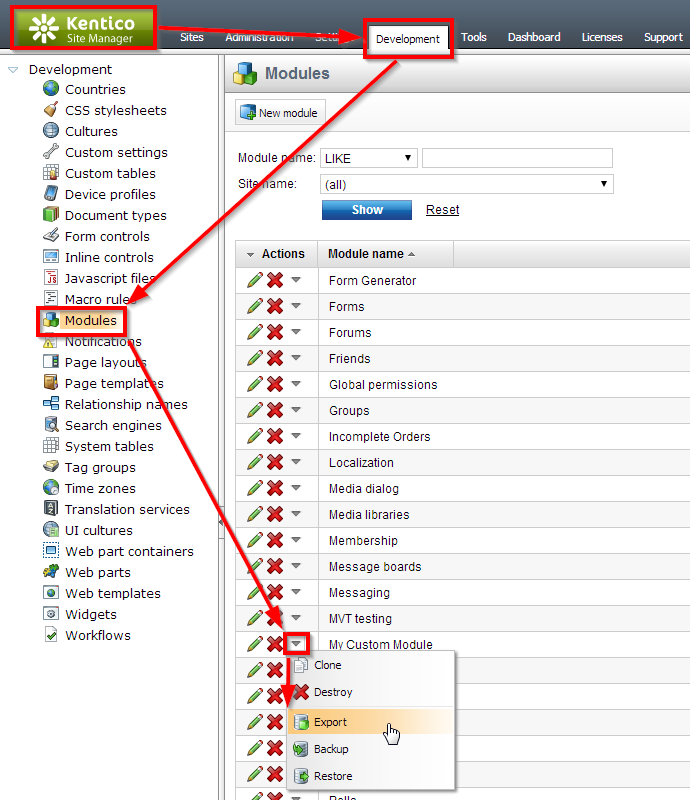 Kentico
Site Manager
Sites Administration Development Tools Dashboard Licenses Support
Development
Countries
CSS stylesheets
Cultures
Custom settings
Custom tables
Device profiles
Document types
Form controls
Inline controls
Javascript files
Macro rules
Modules
Notifications
Page layouts
Page templates
Relationship names
Search engines
System tables
Tag groups
Time zones
Translation services
UI cultures
Web part containers
Web parts
Web templates
Widgets
Workflows
Modules
New module
Module name: LIKE
Site name: (all)
Show Reset
Actions Module name
Form Generator
Forms
Forums
Friends
Global permissions
Groups
Incomplete Orders
Localization
Media dialog
Media libraries
Membership
Message boards
Messaging
MVT testing
My Custom Module
Clone
Destroy
Export
Backup
Restore